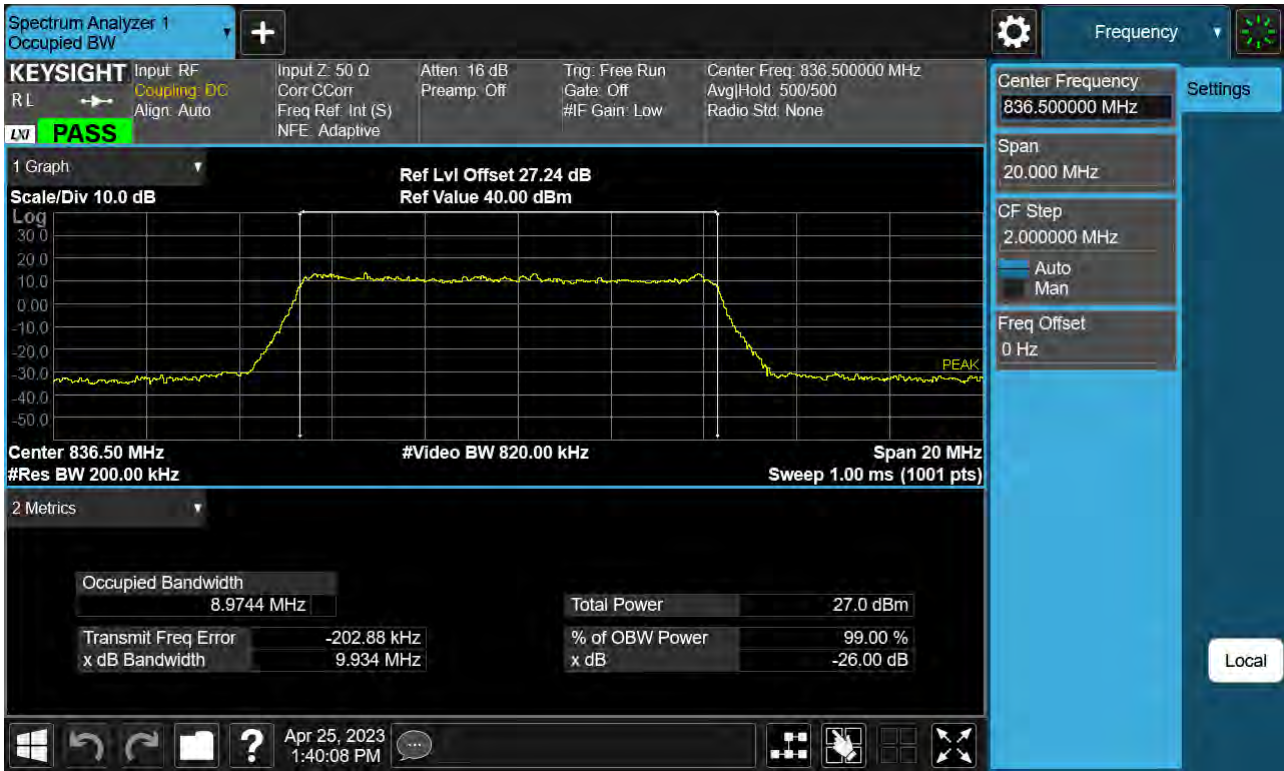 Spectrum Analyzer 1
Occupied BW
+
Frequency
KEYSIGHT
RL
LXI PASS
Input: RF
Coupling: DC
Align: Auto
Input Z: 50 Ω
Corr CCorr
Freq Ref: Int (S)
NFE: Adaptive
Atten: 16 dB
Preamp: Off
Trig: Free Run
Gate: Off
#IF Gain: Low
Center Freq: 836.500000 MHz
Avg|Hold: 500/500
Radio Std: None
Center Frequency
836.500000 MHz
Settings
Span
20.000 MHz
CF Step
2.000000 MHz
Auto
Man
Freq Offset
0 Hz
1 Graph
Scale/Div 10.0 dB
Ref Lvl Offset 27.24 dB
Ref Value 40.00 dBm
Log
30.0
20.0
10.0
0.00
-10.0
-20.0
-30.0
-40.0
-50.0
PEAK
Center 836.50 MHz
#Video BW 820.00 kHz
Span 20 MHz
#Res BW 200.00 kHz
Sweep 1.00 ms (1001 pts)
2 Metrics
Occupied Bandwidth
8.9744 MHz
Total Power 27.0 dBm
Transmit Freq Error -202.88 kHz
% of OBW Power 99.00 %
x dB Bandwidth 9.934 MHz
x dB -26.00 dB
Local
?
Apr 25, 2023
1:40:08 PM